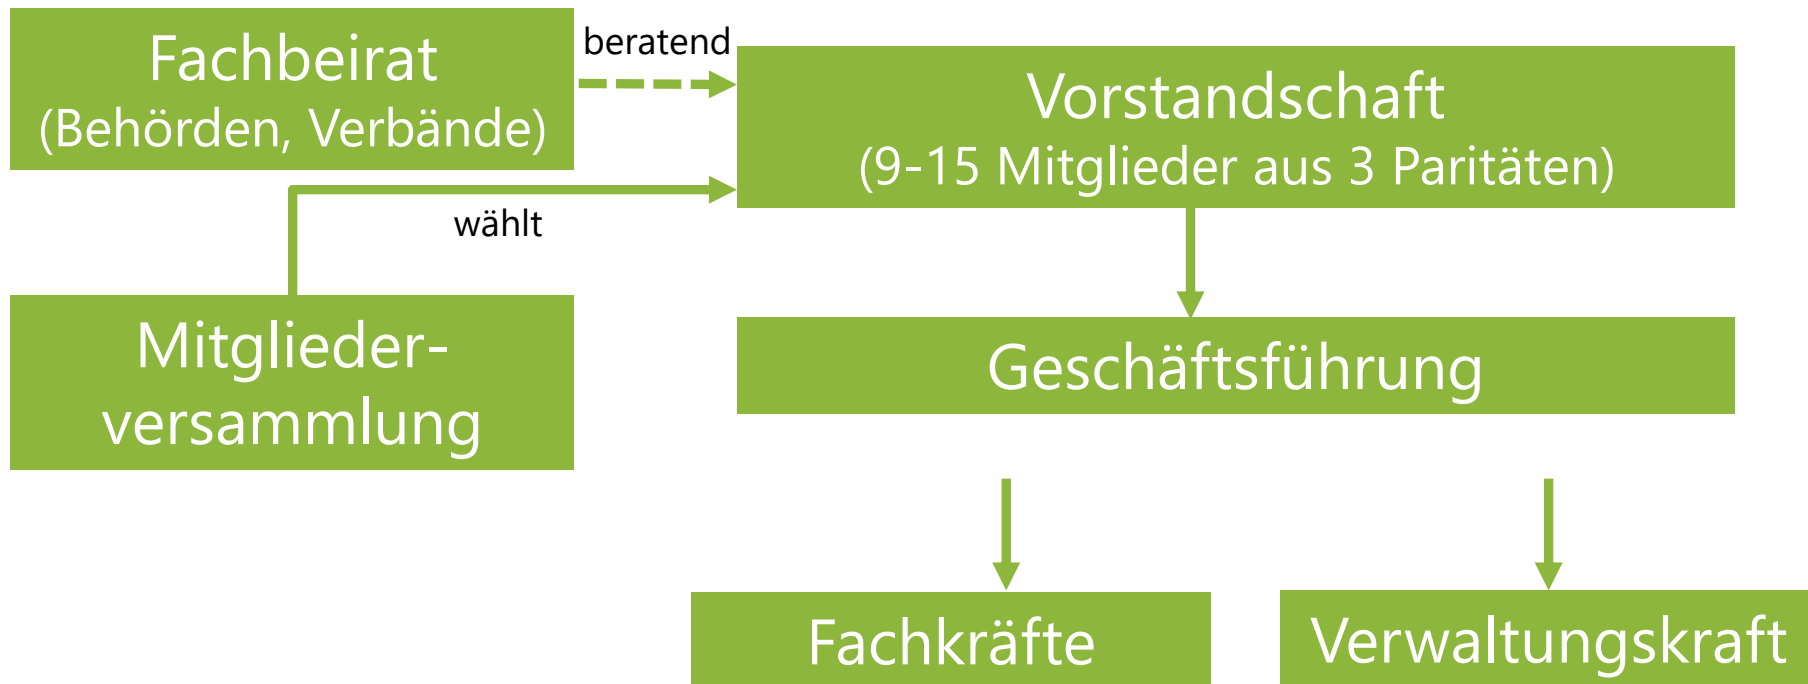 Fachbeirat
(Behörden, Verbände)
beratend
Vorstandschaft
(9-15 Mitglieder aus 3 Paritäten)
wählt
Mitglieder-
versammlung
Geschäftsführung
Fachkräfte
Verwaltungskraft